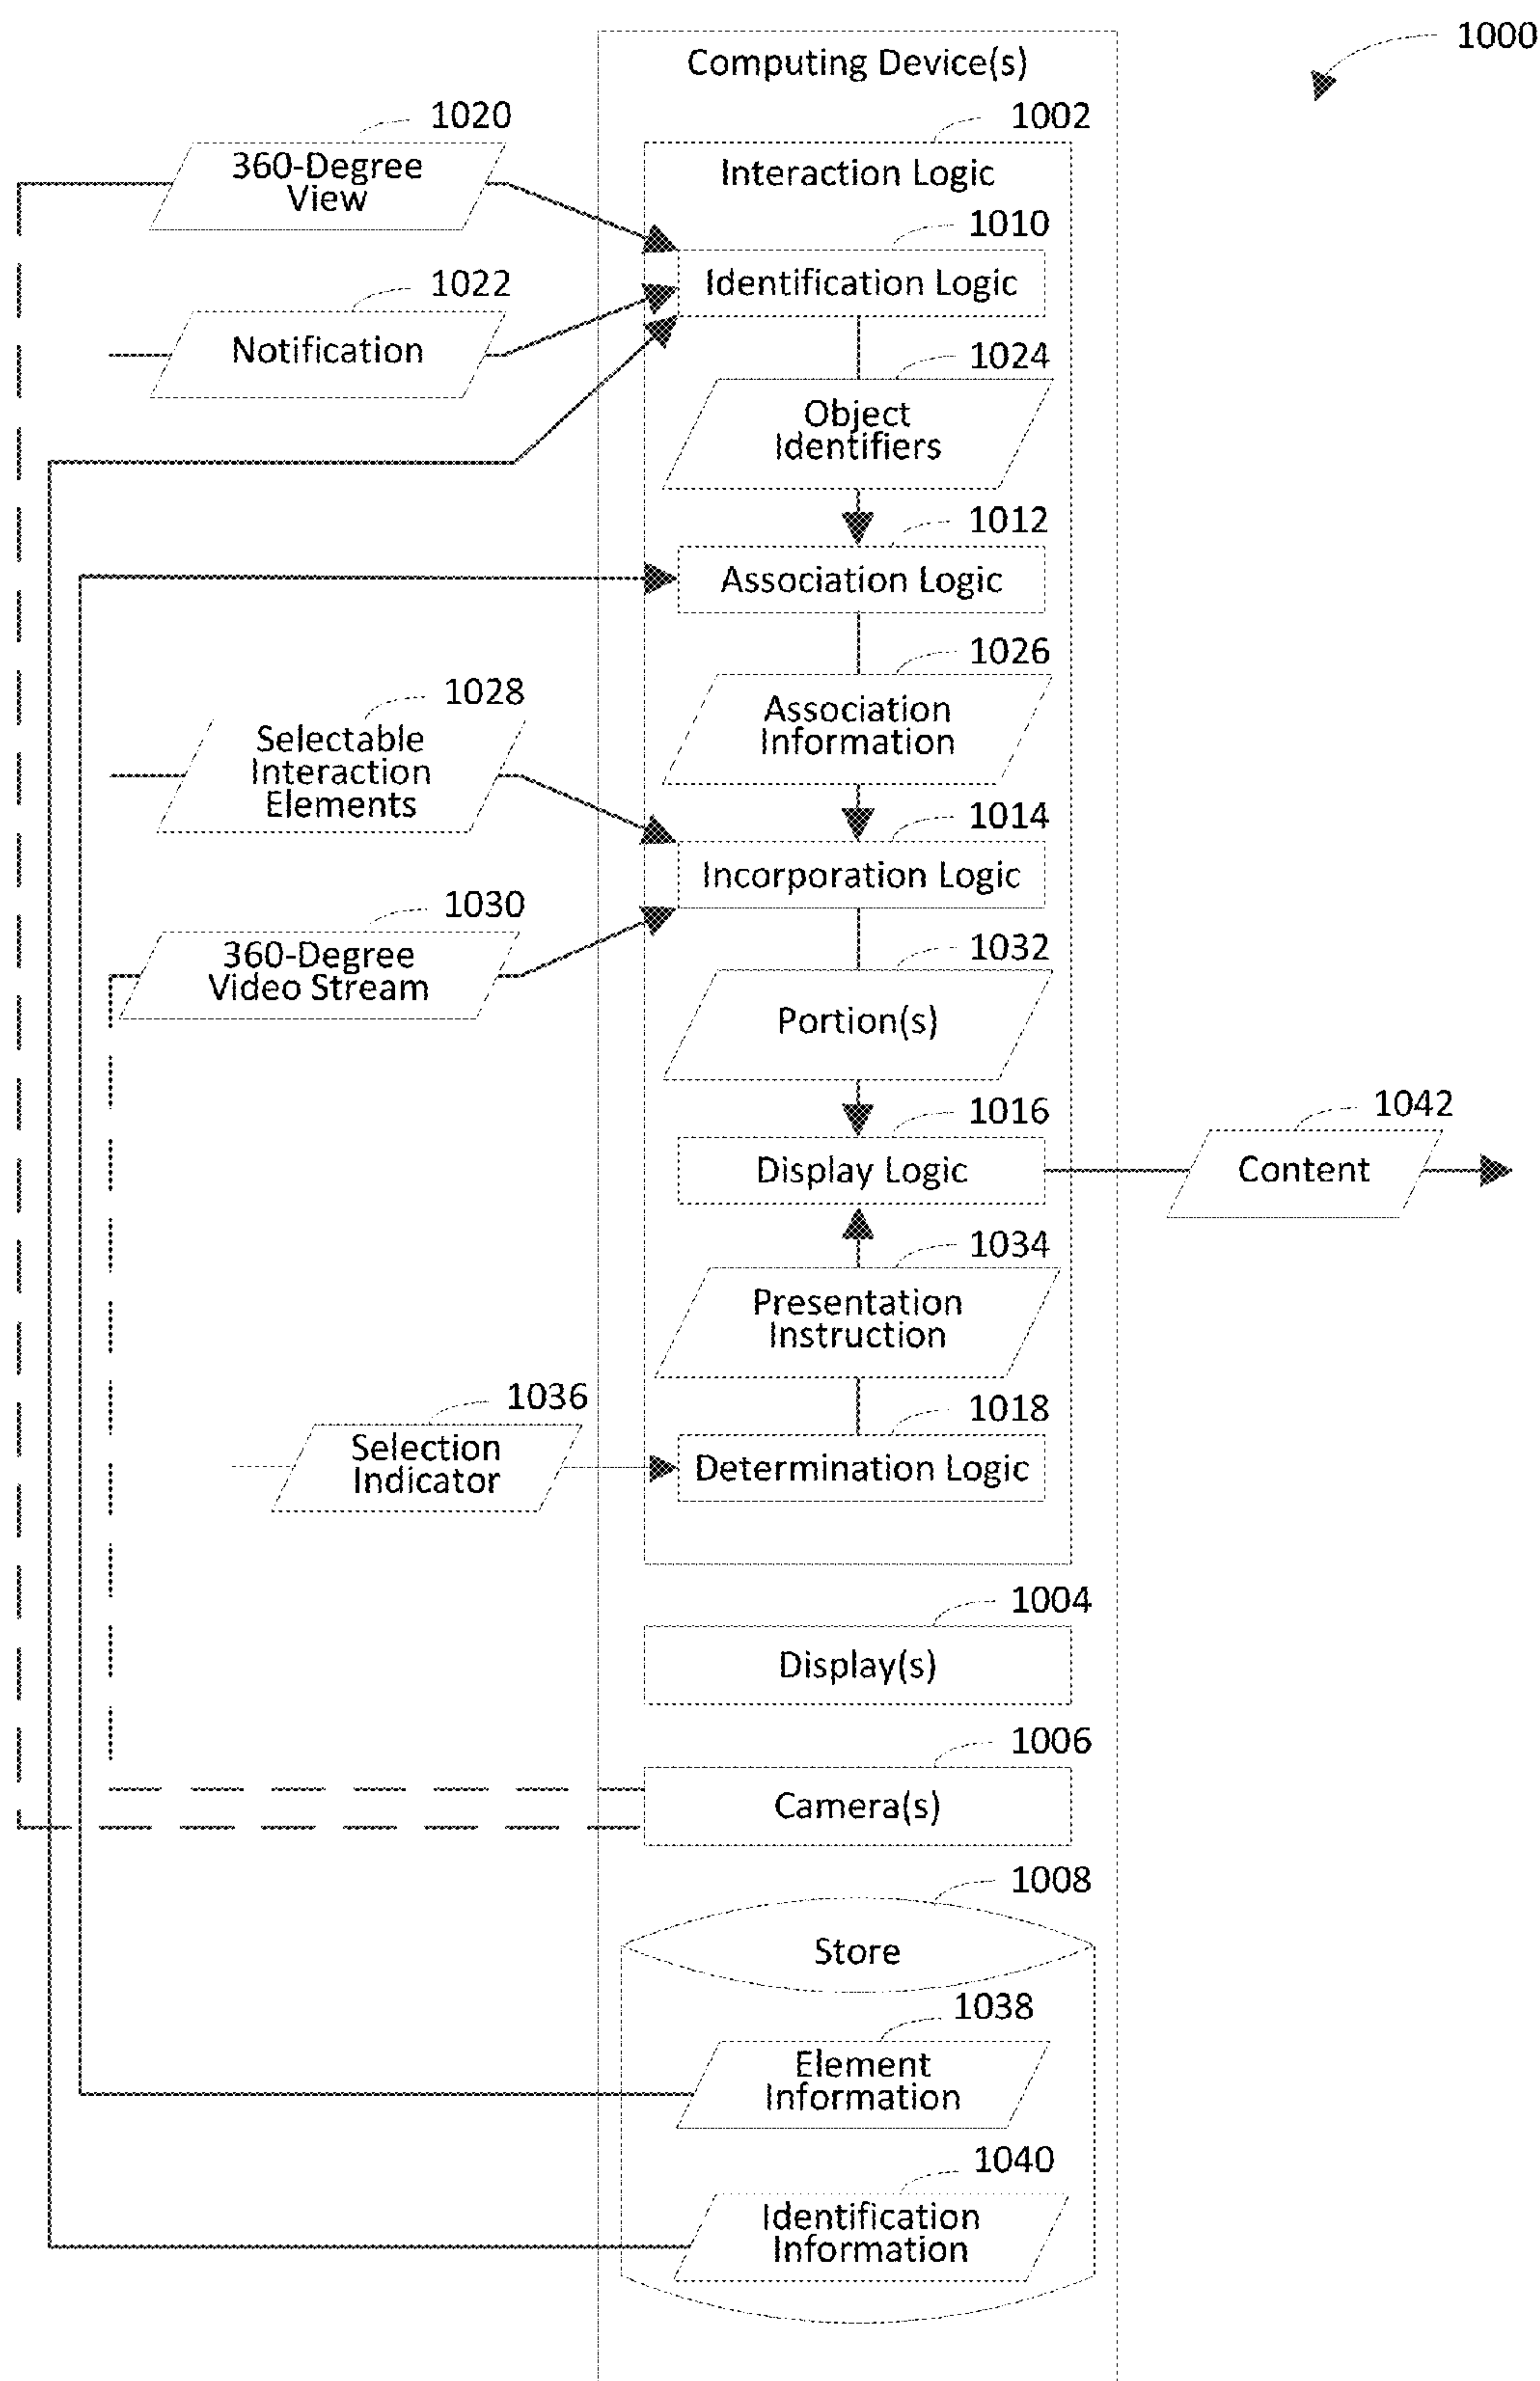 1000
Computing Device(s)
1020
1002
360-Degree
View
Interaction Logic
1010
1022
Identification Logic
Notification
1024
Object
Identifiers
1012
Association Logic
1026
1028
Association
Information
Selectable
Interaction
Elements
1014
Incorporation Logic
1030
360-Degree
Video Stream
1032
Portion(s)
1016
1042
Display Logic
Content
1034
Presentation
Instruction
1036
1018
Selection
Indicator
Determination Logic
1004
Display(s)
1006
Camera(s)
1008
Store
1038
Element
Information
1040
Identification
Information